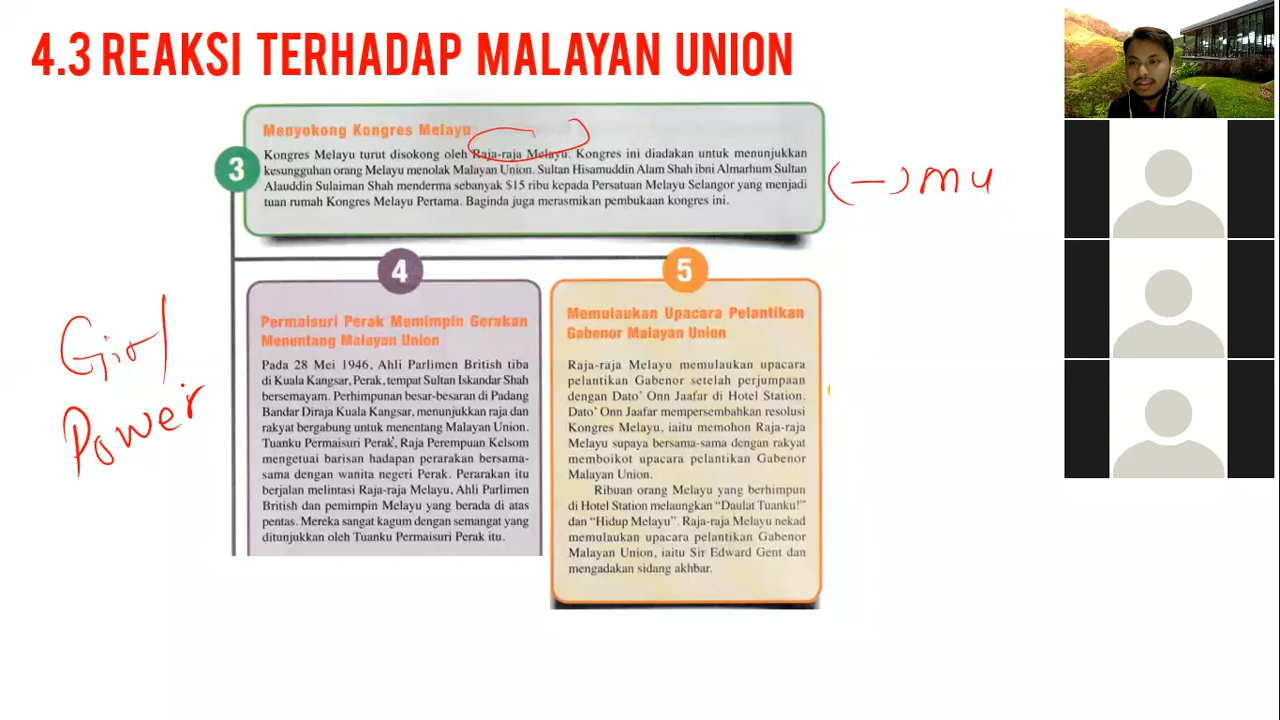 4.3 REAKSI TERHADAP MALAYAN UNION
3
Menyokong Kongres Melayu
Kongres Melayu turut disokong oleh Raja-raja Melayu. Kongres ini diadakan untuk menunjukkan
kesungguhan orang Melayu menolak Malayan Union. Sultan Hisamuddin Alam Shah ibni Almarhum Sultan
Alauddin Sulaiman Shah menderma sebanyak $15 ribu kepada Persatuan Melayu Selangor yang menjadi
tuan rumah Kongres Melayu Pertama. Baginda juga merasmikan pembukaan kongres ini.
(—) MU
4
Permaisuri Perak Memimpin Gerakan
Menentang Malayan Union
Pada 28 Mei 1946, Ahli Parlimen British tiba
di Kuala Kangsar, Perak, tempat Sultan Iskandar Shah
bersemayam. Perhimpunan besar-besaran di Padang
Bandar Diraja Kuala Kangsar, menunjukkan raja dan
rakyat bergabung untuk menentang Malayan Union.
Tuanku Permaisuri Perak, Raja Perempuan Kelsom
mengetuai barisan hadapan perarakan bersama-
sama dengan wanita negeri Perak. Perarakan itu
berjalan melintasi Raja-raja Melayu, Ahli Parlimen
British dan pemimpin Melayu yang berada di atas
pentas. Mereka sangat kagum dengan semangat yang
ditunjukkan oleh Tuanku Permaisuri Perak itu.
Girl
Power
5
Memulaukan Upacara Pelantikan
Gabenor Malayan Union
Raja-raja Melayu memulaukan upacara
pelantikan Gabenor setelah perjumpaan
dengan Dato' Onn Jaafar di Hotel Station.
Dato' Onn Jaafar mempersembahkan resolusi
Kongres Melayu, iaitu memohon Raja-raja
Melayu supaya bersama-sama dengan rakyat
memboikot upacara pelantikan Gabenor
Malayan Union.
Ribuan orang Melayu yang berhimpun
di Hotel Station melaungkan “Daulat Tuanku!”
dan “Hidup Melayu”. Raja-raja Melayu nekad
memulaukan upacara pelantikan Gabenor
Malayan Union, iaitu Sir Edward Gent dan
mengadakan sidang akhbar.